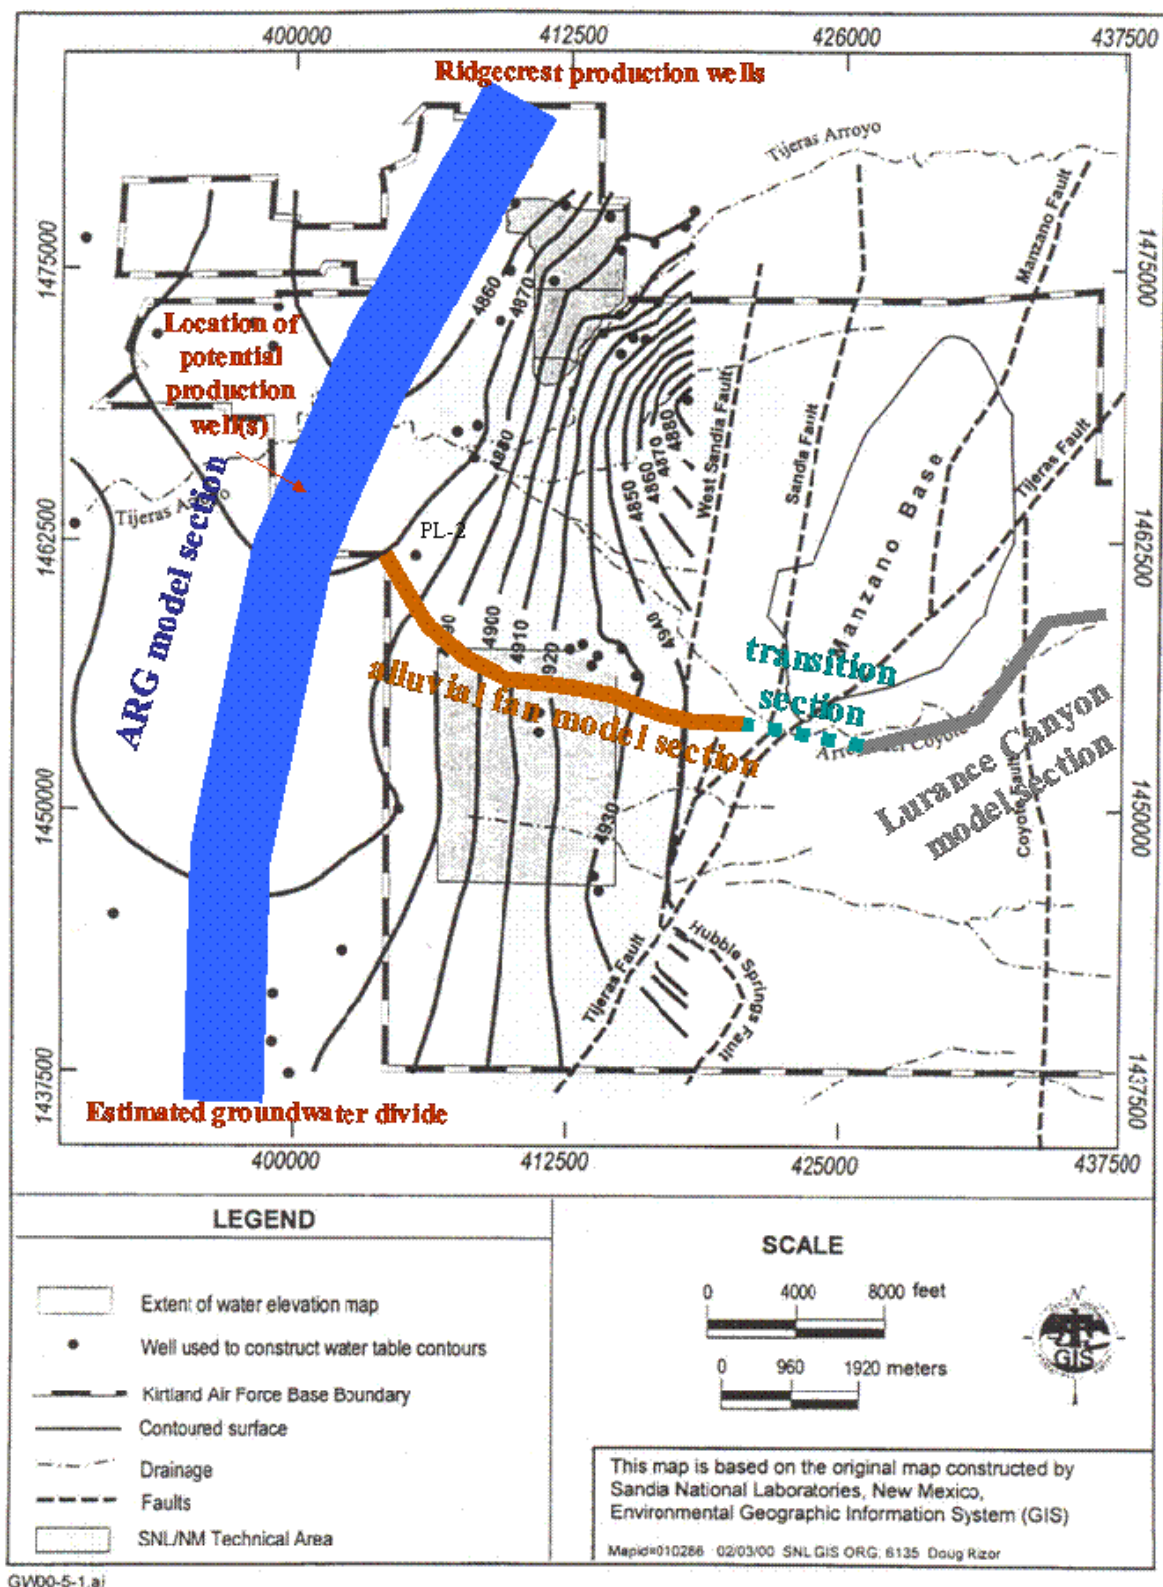 400000 412500 426000 437500
Ridgecrest production wells
Tijeras Arroyo
Manzano Fault
1475000
1475000
4860
4870
Location of
potential
production
well(s)
West Sandia Fault
Sandia Fault
Tijeras Fault
4880
4880
4870
4860
4850
Manzano Base
Tijeras Arroyo
ARG model section
1462500
1462500
PL-2
90
4900
4910
920
4940
transition
section
alluvial fan model section
Arroyo del Coyote
Lurance Canyon
model section
Coyote Fault
1450000
1450000
4930
Tijeras Fault
Hubble Springs Fault
1437500
1437500
Estimated groundwater divide
400000 412500 425000 437500
LEGEND
Extent of water elevation map
Well used to construct water table contours
Kirtland Air Force Base Boundary
Contoured surface
Drainage
Faults
SNL/NM Technical Area
SCALE
0 4000 8000 feet
0 960 1920 meters
N
GIS
This map is based on the original map constructed by
Sandia National Laboratories, New Mexico,
Environmental Geographic Information System (GIS)
Mapid=010286 02/03/00 SNL GIS ORG. 6135 Doug Rizor
GW00-5-1.ai